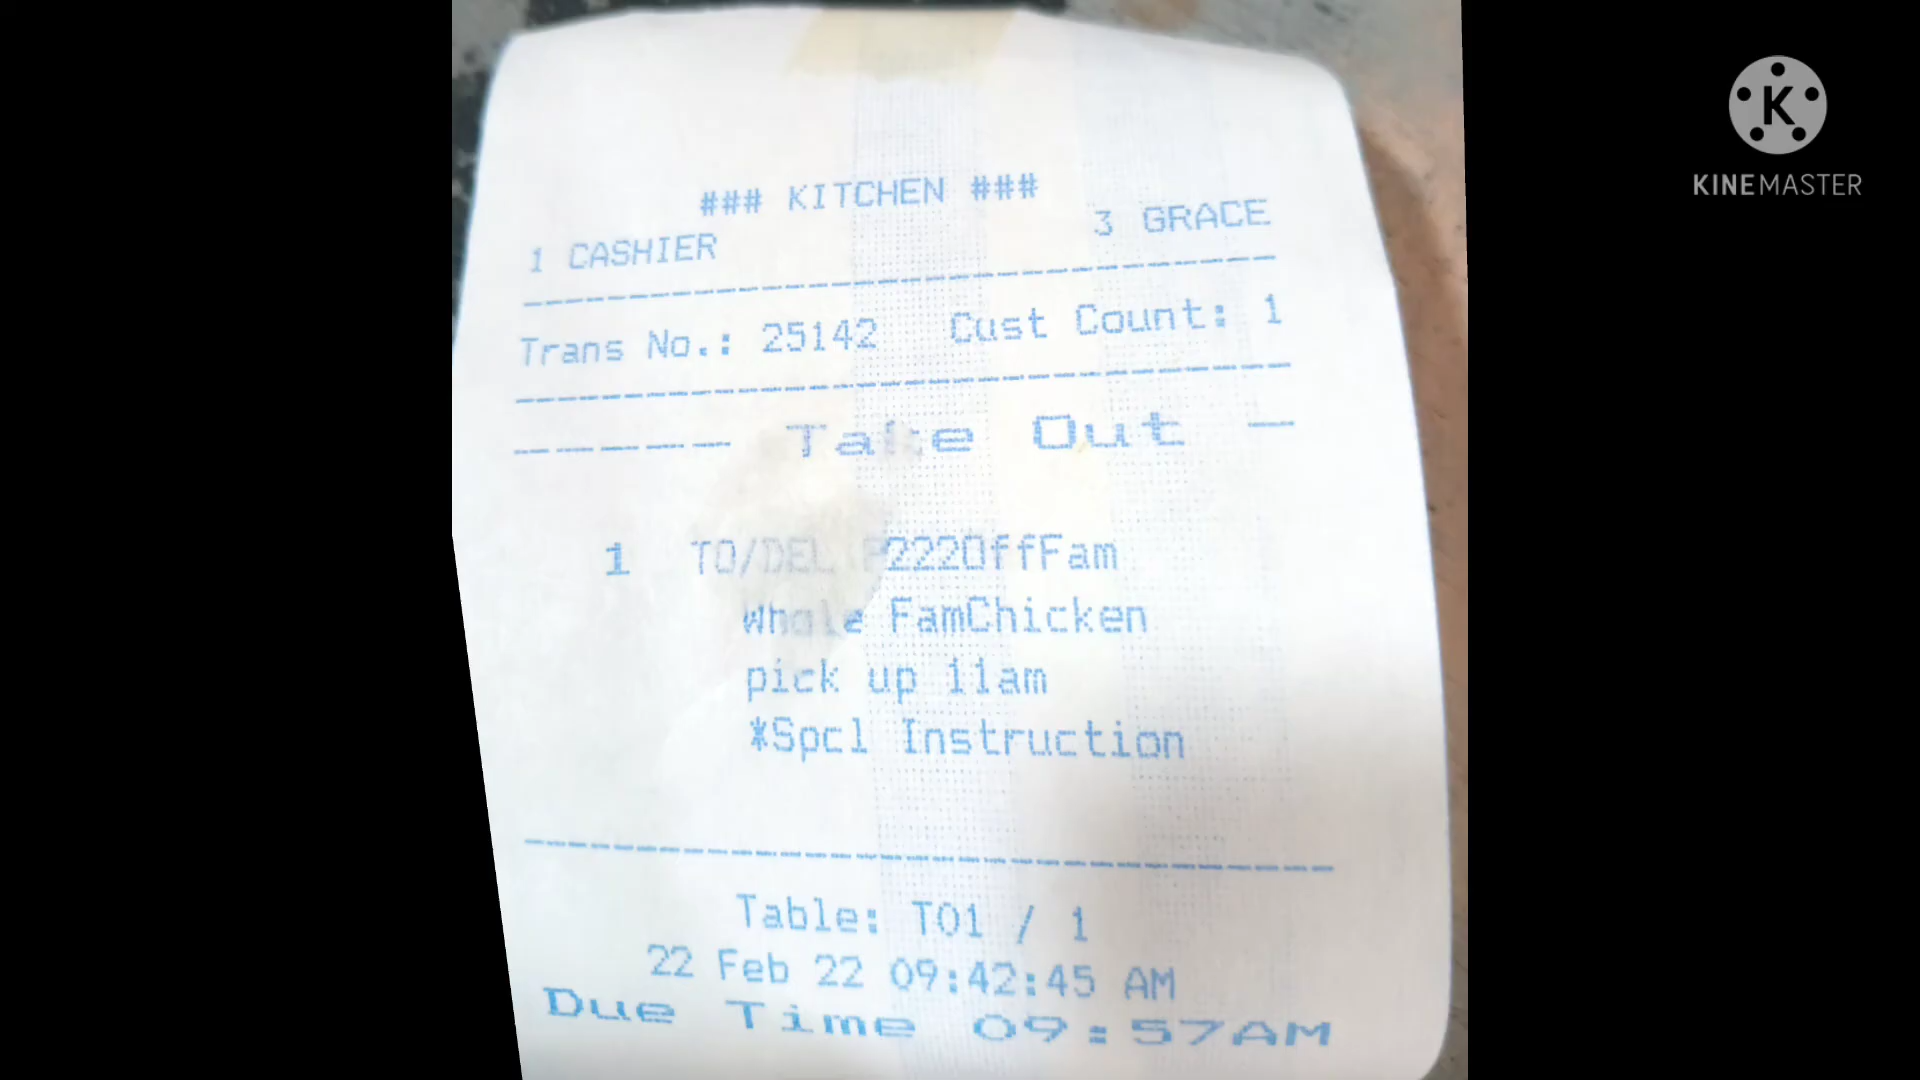 ### KITCHEN ###
1 CASHIER 3 GRACE
Trans No.: 25142 Cust Count: 1
Take Out
1 TO/DEL P222OffFam
Whole FamChicken
pick up 11am
*Spcl Instruction
Table: T01 / 1
22 Feb 22 09:42:45 AM
Due Time 09:57AM
K
KINEMASTER